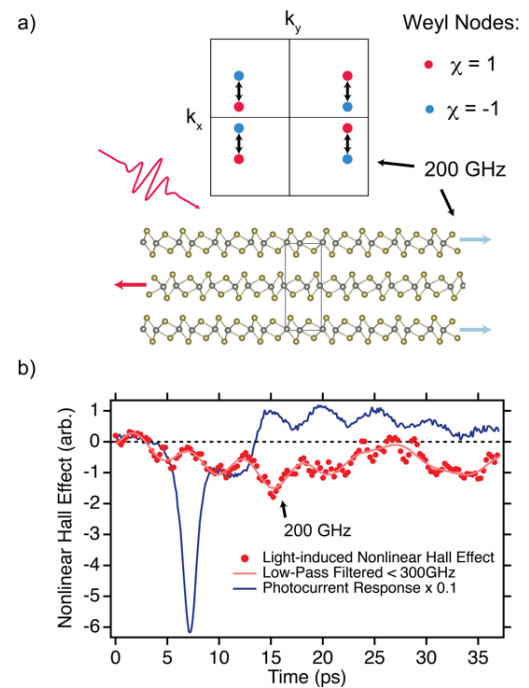 a)
k_y
Weyl Nodes:
χ = 1
χ = -1
k_x
200 GHz
b)
Nonlinear Hall Effect (arb.)
1
0
-1
-2
-3
-4
-5
-6
200 GHz
Light-induced Nonlinear Hall Effect
Low-Pass Filtered < 300GHz
Photocurrent Response x 0.1
0 5 10 15 20 25 30 35
Time (ps)